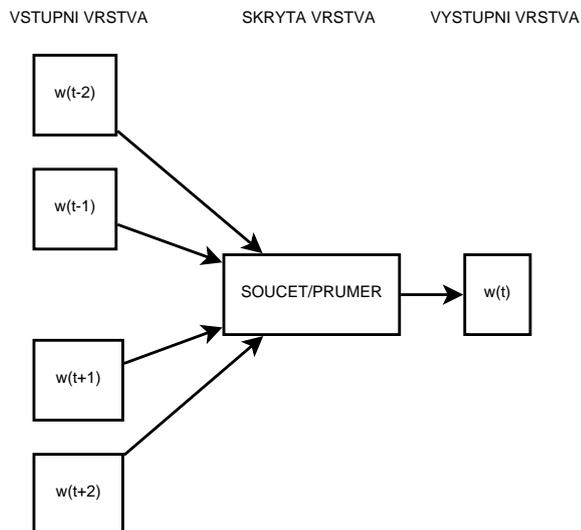 VSTUPNI VRSTVA
SKRYTA VRSTVA
VYSTUPNI VRSTVA
w(t-2)
w(t-1)
SOUCET/PRUMER
w(t)
w(t+1)
w(t+2)